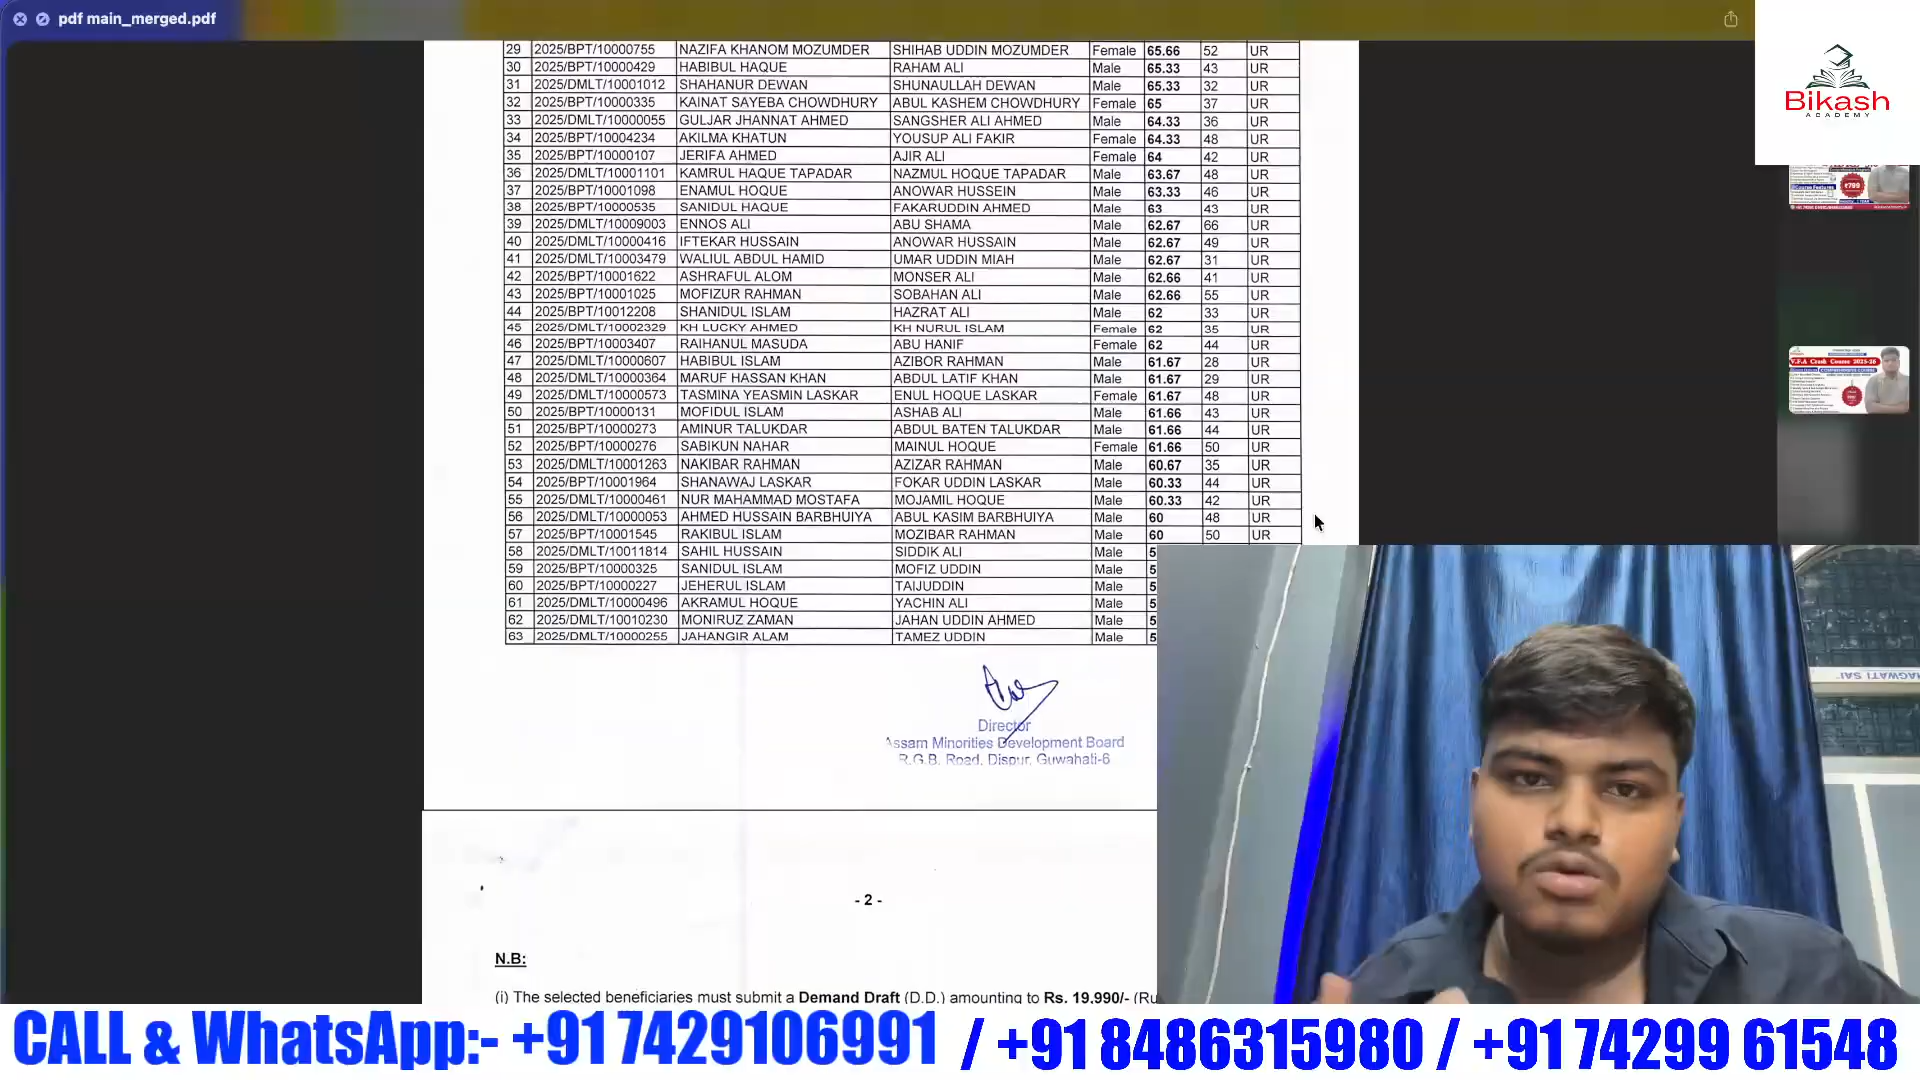 pdf main_merged.pdf
Bikash
ACADEMY
29 2025/BPT/10000755 NAZIFA KHANOM MOZUMDER SHIHAB UDDIN MOZUMDER Female 65.66 52 UR
30 2025/BPT/10000429 HABIBUL HAQUE RAHAM ALI Male 65.33 43 UR
31 2025/DMLT/10001012 SHAHANUR DEWAN SHUNAULLAH DEWAN Male 65.33 32 UR
32 2025/BPT/10000335 KAINAT SAYEBA CHOWDHURY ABUL KASHEM CHOWDHURY Female 65 37 UR
33 2025/DMLT/10000055 GULJAR JHANNAT AHMED SANGSHER ALI AHMED Male 64.33 36 UR
34 2025/BPT/10004234 AKILMA KHATUN YOUSUP ALI FAKIR Female 64.33 48 UR
35 2025/BPT/10000107 JERIFA AHMED AJIR ALI Female 64 42 UR
36 2025/DMLT/10001101 KAMRUL HAQUE TAPADAR NAZMUL HOQUE TAPADAR Male 63.67 48 UR
37 2025/BPT/10001098 ENAMUL HOQUE ANOWAR HUSSEIN Male 63.33 46 UR
38 2025/BPT/10000535 SANIDUL HAQUE FAKARUDDIN AHMED Male 63 43 UR
39 2025/DMLT/10009003 ENNOS ALI ABU SHAMA Male 62.67 66 UR
40 2025/DMLT/10000416 IFTEKAR HUSSAIN ANOWAR HUSSAIN Male 62.67 49 UR
41 2025/DMLT/10003479 WALIUL ABDUL HAMID UMAR UDDIN MIAH Male 62.67 31 UR
42 2025/BPT/10001622 ASHRAFUL ALOM MONSER ALI Male 62.66 41 UR
43 2025/BPT/10001025 MOFIZUR RAHMAN SOBAHAN ALI Male 62.66 55 UR
44 2025/BPT/10012208 SHANIDUL ISLAM HAZRAT ALI Male 62 33 UR
45 2025/DMLT/10002329 KH LUCKY AHMED KH NURUL ISLAM Female 62 35 UR
46 2025/BPT/10003407 RAIHANUL MASUDA ABU HANIF Female 62 44 UR
47 2025/DMLT/10000607 HABIBUL ISLAM AZIBOR RAHMAN Male 61.67 28 UR
48 2025/DMLT/10000364 MARUF HASSAN KHAN ABDUL LATIF KHAN Male 61.67 29 UR
49 2025/DMLT/10000573 TASMINA YEASMIN LASKAR ENUL HOQUE LASKAR Female 61.67 48 UR
50 2025/BPT/10000131 MOFIDUL ISLAM ASHAB ALI Male 61.66 43 UR
51 2025/BPT/10000273 AMINUR TALUKDAR ABDUL BATEN TALUKDAR Male 61.66 44 UR
52 2025/BPT/10000276 SABIKUN NAHAR MAINUL HOQUE Female 61.66 50 UR
53 2025/DMLT/10001263 NAKIBAR RAHMAN AZIZAR RAHMAN Male 60.67 35 UR
54 2025/BPT/10001964 SHANAWAJ LASKAR FOKAR UDDIN LASKAR Male 60.33 44 UR
55 2025/DMLT/10000461 NUR MAHAMMAD MOSTAFA MOJAMIL HOQUE Male 60.33 42 UR
56 2025/DMLT/10000053 AHMED HUSSAIN BARBHUIYA ABUL KASIM BARBHUIYA Male 60 48 UR
57 2025/BPT/10001545 RAKIBUL ISLAM MOZIBAR RAHMAN Male 60 50 UR
58 2025/DMLT/10011814 SAHIL HUSSAIN SIDDIK ALI Male 5
59 2025/BPT/10000325 SANIDUL ISLAM MOFIZ UDDIN Male 5
60 2025/BPT/10000227 JEHERUL ISLAM TAIJUDDIN Male 5
61 2025/DMLT/10000496 AKRAMUL HOQUE YACHIN ALI Male 5
62 2025/DMLT/10010230 MONIRUZ ZAMAN JAHAN UDDIN AHMED Male 5
63 2025/DMLT/10000255 JAHANGIR ALAM TAMEZ UDDIN Male 5
V.F.A Crash Course 2025-26
Director
Assam Minorities Development Board
R.G.B. Road, Dispur, Guwahati-6
- 2 -
N.B:
(i) The selected beneficiaries must submit a Demand Draft (D.D.) amounting to Rs. 19,990/- (Ru
CALL & WhatsApp:- +91 7429106991 / +91 8486315980 / +91 74299 61548